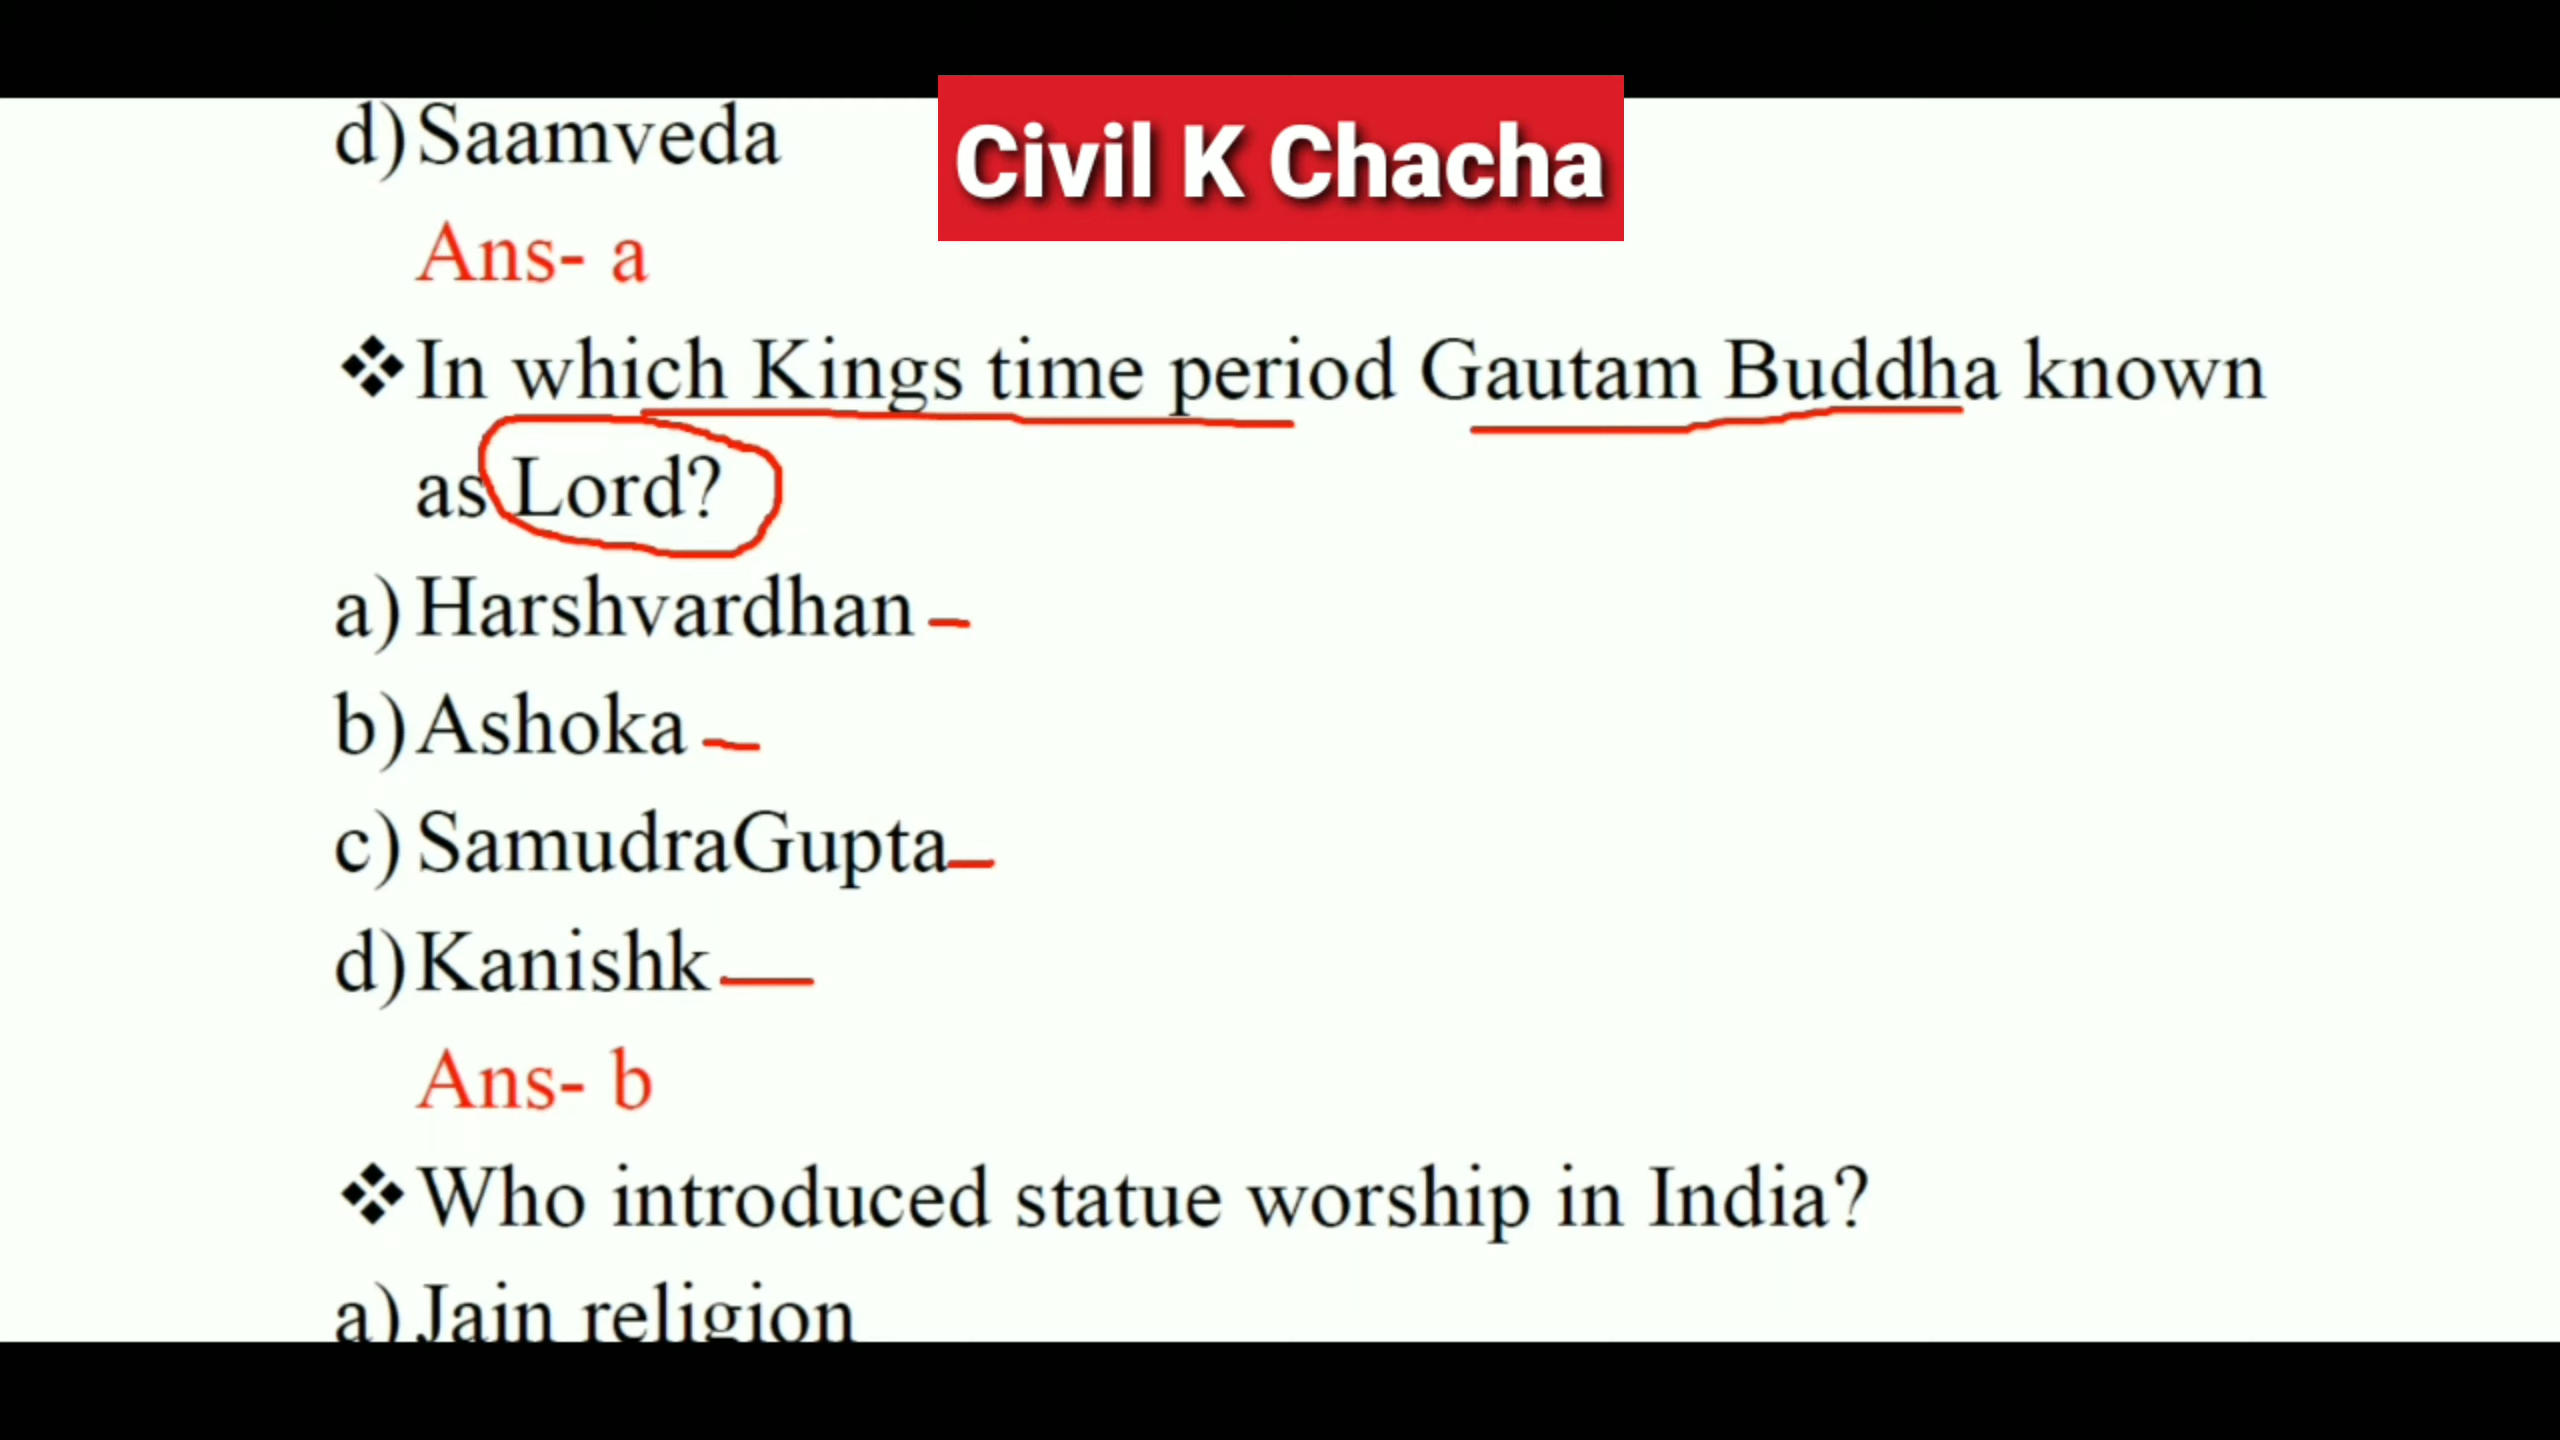 Civil K Chacha
d) Saamveda
Ans- a
❖ In which Kings time period Gautam Buddha known
as Lord?
a) Harshvardhan
b) Ashoka
c) SamudraGupta
d) Kanishk
Ans- b
❖ Who introduced statue worship in India?
a) Jain religion